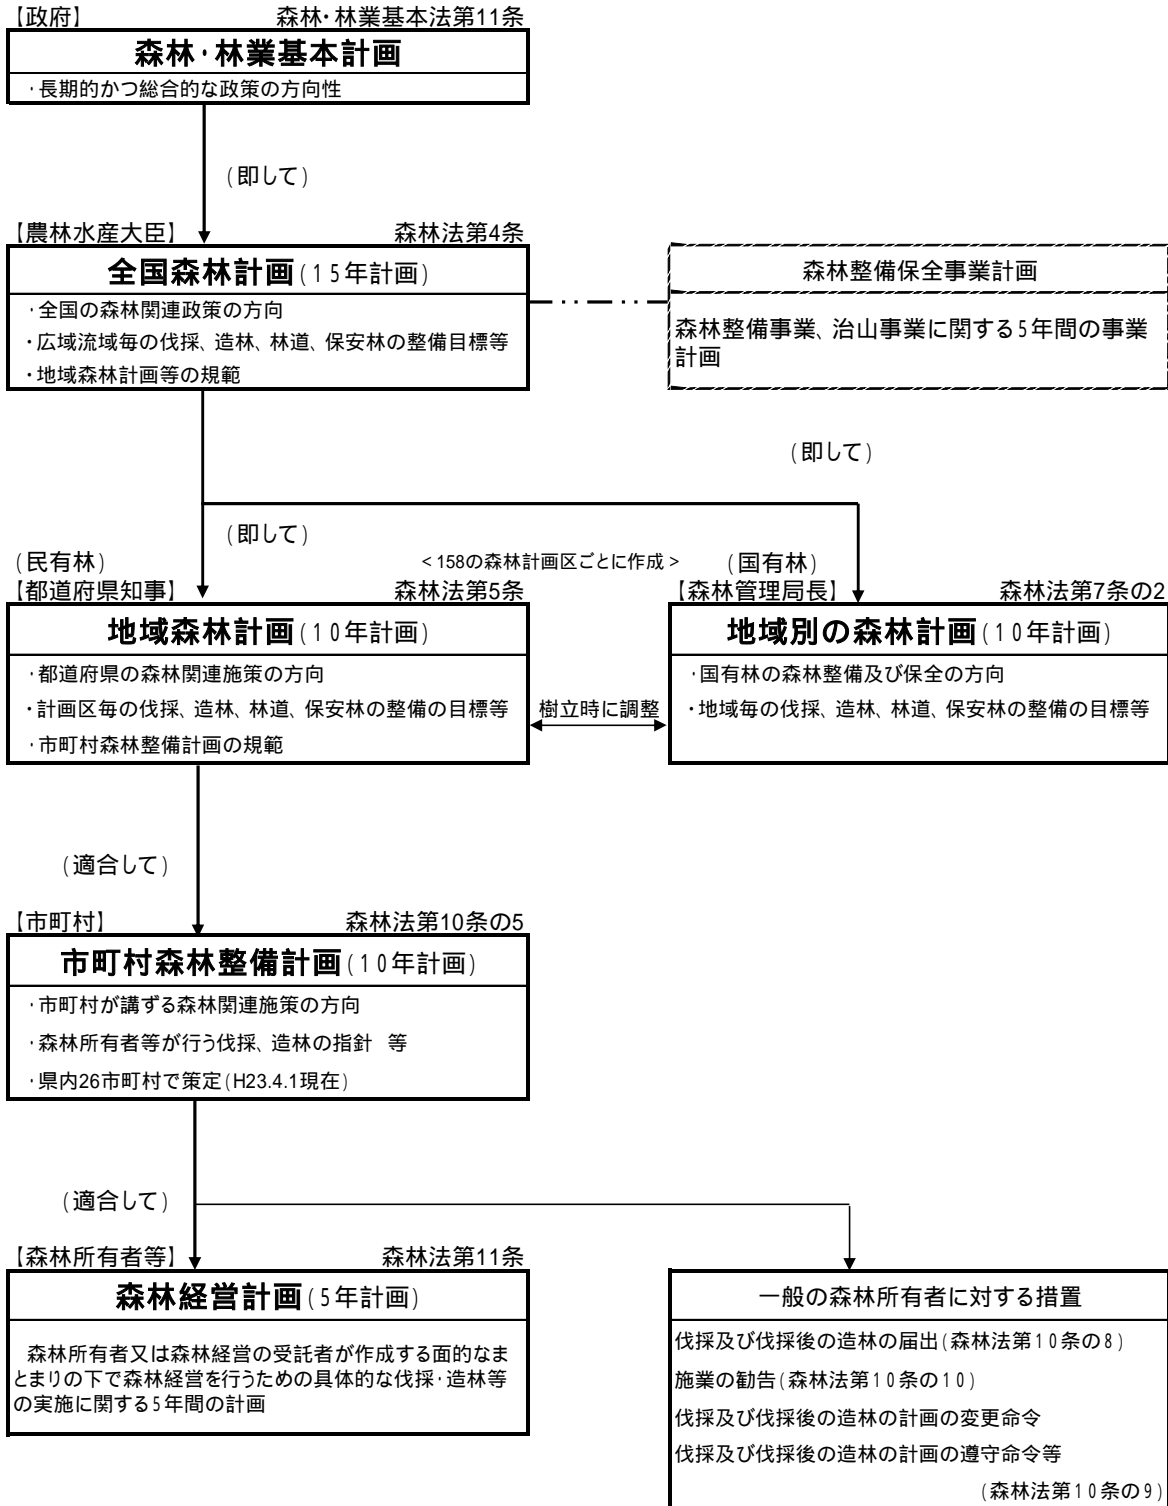 【政府】 森林・林業基本法第11条
森林・林業基本計画
・長期的かつ総合的な政策の方向性
(即して)
【農林水産大臣】 森林法第4条
全国森林計画(15年計画)
・全国の森林関連政策の方向
・広域流域毎の伐採、造林、林道、保安林の整備目標等
・地域森林計画等の規範
森林整備保全事業計画
森林整備事業、治山事業に関する5年間の事業
計画
(即して)
(即して)
(民有林) <158の森林計画区ごとに作成> (国有林)
【都道府県知事】 森林法第5条
地域森林計画(10年計画)
・都道府県の森林関連施策の方向
・計画区毎の伐採、造林、林道、保安林の整備の目標等
・市町村森林整備計画の規範
樹立時に調整
【森林管理局長】 森林法第7条の2
地域別の森林計画(10年計画)
・国有林の森林整備及び保全の方向
・地域毎の伐採、造林、林道、保安林の整備の目標等
(適合して)
【市町村】 森林法第10条の5
市町村森林整備計画(10年計画)
・市町村が講ずる森林関連施策の方向
・森林所有者等が行う伐採、造林の指針 等
・県内26市町村で策定(H23.4.1現在)
(適合して)
【森林所有者等】 森林法第11条
森林経営計画(5年計画)
森林所有者又は森林経営の受託者が作成する面的なま
とまりの下で森林経営を行うための具体的な伐採・造林等
の実施に関する5年間の計画
一般の森林所有者に対する措置
伐採及び伐採後の造林の届出(森林法第10条の8)
施業の勧告(森林法第10条の10)
伐採及び伐採後の造林の計画の変更命令
伐採及び伐採後の造林の計画の遵守命令等
(森林法第10条の9)